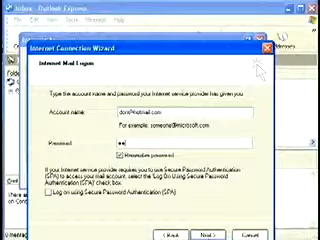 Inbox - Outlook Express
Internet Connection Wizard
Internet Mail Logon
Type the account name and password your Internet service provider has given you.
Account name:
For example: someone@microsoft.com
Password:
Remember password
If your Internet service provider requires you to use Secure Password Authentication
(SPA) to access your mail account, select the 'Log On Using Secure Password
Authentication (SPA)' check box.
Log on using Secure Password Authentication (SPA)
< Back
Next >
Cancel